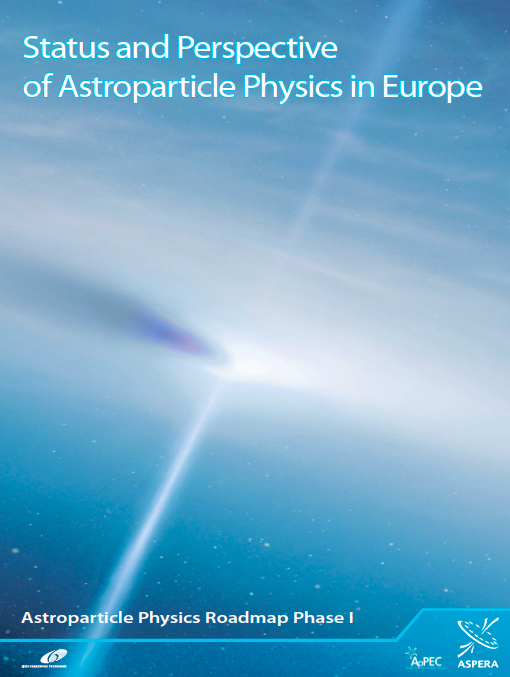 Status and Perspective
of Astroparticle Physics in Europe
Astroparticle Physics Roadmap Phase I
ApPEC
ASPERA